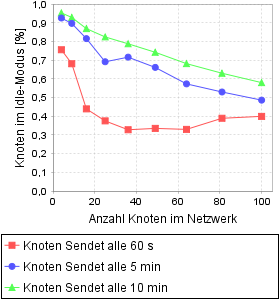 1,0
0,9
0,8
0,7
0,6
0,5
0,4
0,3
0,2
0,1
0,0
Knoten im Idle-Modus [%]
0 20 40 60 80 100
Anzahl Knoten im Netzwerk
Knoten Sendet alle 60 s
Knoten Sendet alle 5 min
Knoten Sendet alle 10 min